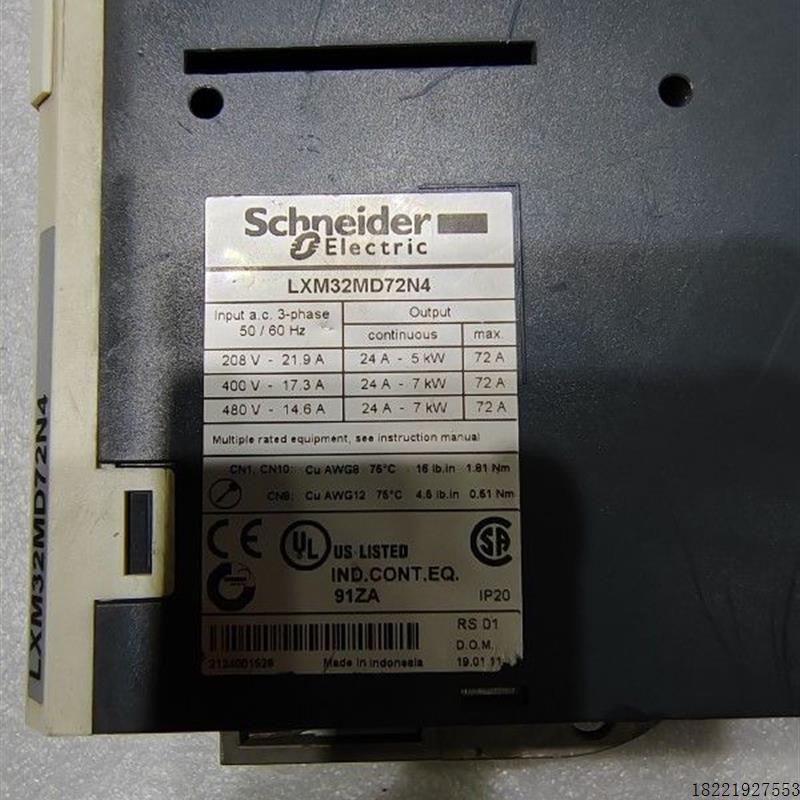 Schneider
Electric
LXM32MD72N4
Input a.c. 3-phase
50 / 60 Hz
Output
continuous
max.
208 V - 21.9 A
24 A - 5 kW
72 A
400 V - 17.3 A
24 A - 7 kW
72 A
480 V - 14.6 A
24 A - 7 kW
72 A
Multiple rated equipment, see instruction manual
CN1, CN10: Cu AWG8 75°C 16 lb.in 1.81 Nm
CN8: Cu AWG12 75°C 4.5 lb.in 0.51 Nm
CE
UL
US LISTED
IND.CONT.EQ.
91ZA
SA
IP20
RS 01
D.O.M.
2124001528
Made in Indonesia
19.01.11
LXM32MD72N4
18221927553